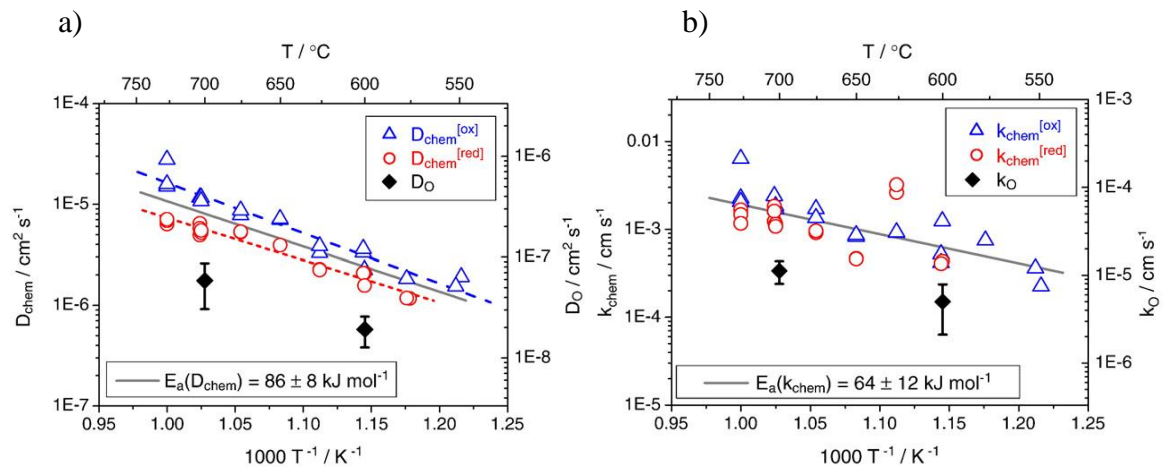 a)
T / °C
750 700 650 600 550
1E-4
1E-5
1E-6
1E-7
D_chem / cm² s⁻¹
D_chem^[ox]
D_chem^[red]
D_O
1E-6
1E-7
1E-8
D_O / cm² s⁻¹
E_a(D_chem) = 86 ± 8 kJ mol⁻¹
0.95 1.00 1.05 1.10 1.15 1.20 1.25
1000 T⁻¹ / K⁻¹
b)
T / °C
750 700 650 600 550
0.01
1E-3
1E-4
1E-5
k_chem / cm s⁻¹
k_chem^[ox]
k_chem^[red]
k_O
1E-3
1E-4
1E-5
1E-6
k_O / cm s⁻¹
E_a(k_chem) = 64 ± 12 kJ mol⁻¹
0.95 1.00 1.05 1.10 1.15 1.20 1.25
1000 T⁻¹ / K⁻¹